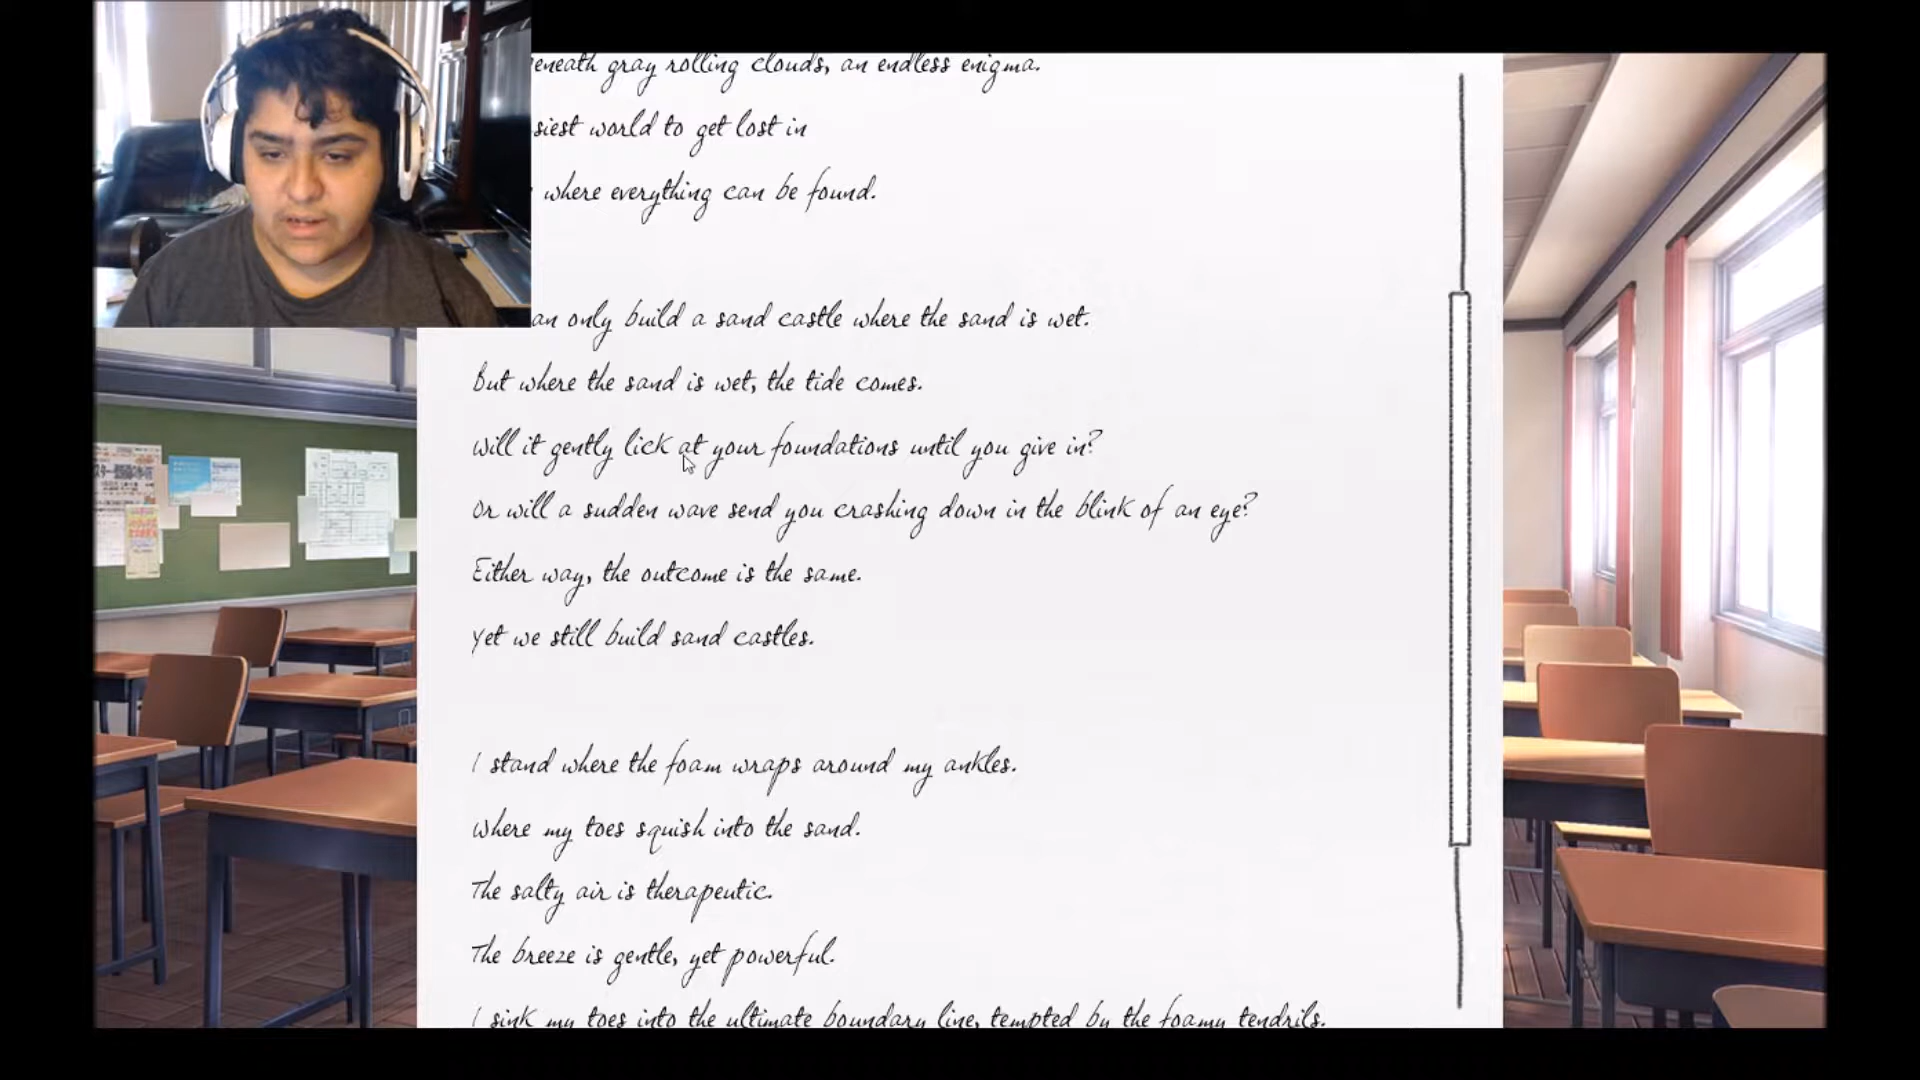 eneath gray rolling clouds, an endless enigma.
siest world to get lost in
where everything can be found.
an only build a sand castle where the sand is wet.
But where the sand is wet, the tide comes.
Will it gently lick at your foundations until you give in?
Or will a sudden wave send you crashing down in the blink of an eye?
Either way, the outcome is the same.
Yet we still build sand castles.
I stand where the foam wraps around my ankles.
Where my toes squish into the sand.
The salty air is therapeutic.
The breeze is gentle, yet powerful.
I sink my toes into the ultimate boundary line, tempted by the foamy tendrils.